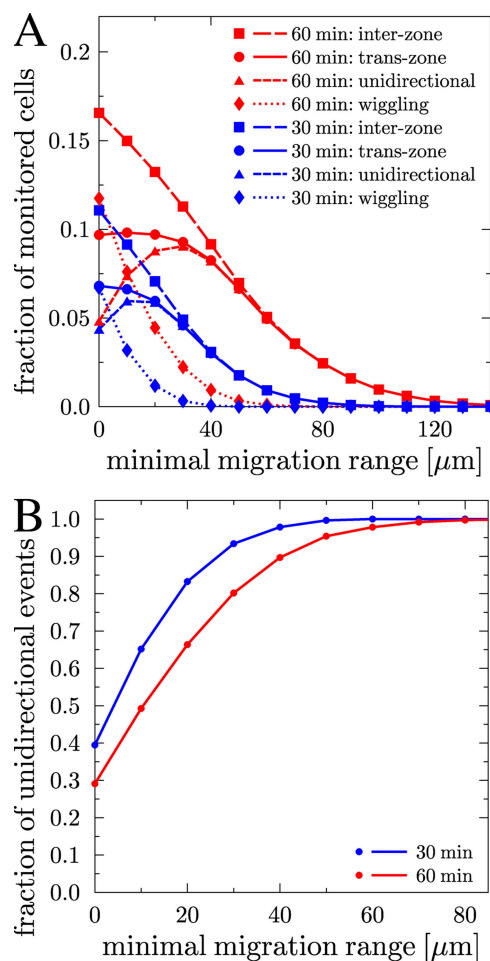 A
0.2
0.15
0.1
0.05
0.0
fraction of monitored cells
60 min: inter-zone
60 min: trans-zone
60 min: unidirectional
60 min: wiggling
30 min: inter-zone
30 min: trans-zone
30 min: unidirectional
30 min: wiggling
0 40 80 120
minimal migration range [μm]
B
1.0
0.9
0.8
0.7
0.6
0.5
0.4
0.3
0.2
0.1
0.0
fraction of unidirectional events
30 min
60 min
0 20 40 60 80
minimal migration range [μm]